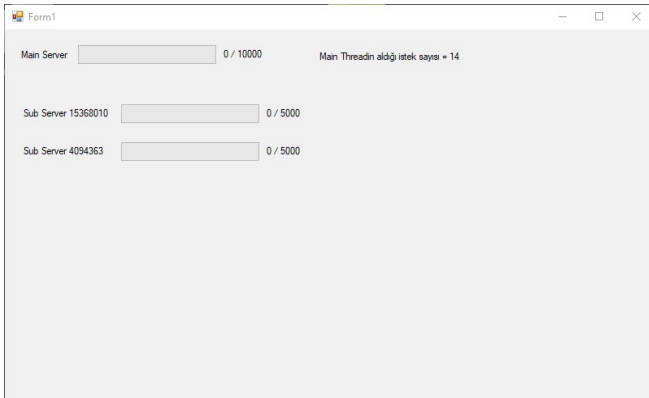 Form1
Main Server 0 / 10000 Main Threadin aldığı istek sayısı = 14
Sub Server 15368010 0 / 5000
Sub Server 4094363 0 / 5000